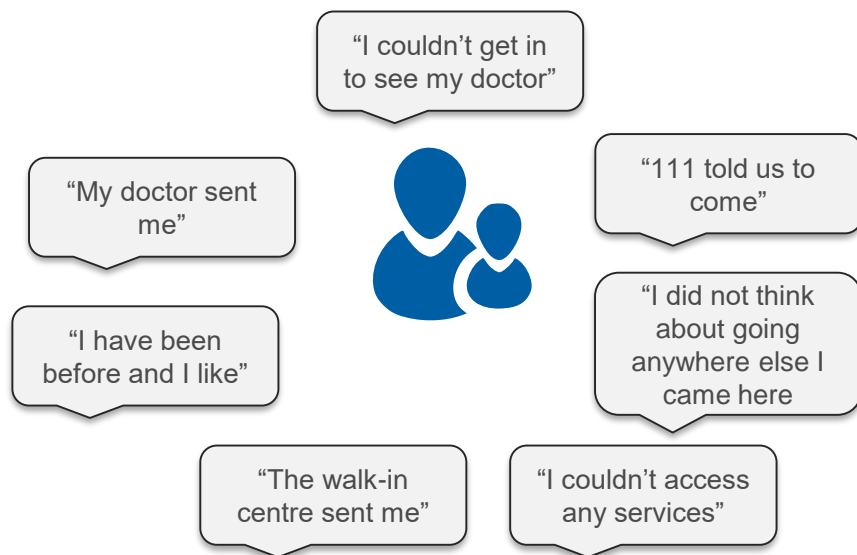 “I couldn’t get in
to see my doctor”
“My doctor sent
me”
“111 told us to
come”
“I have been
before and I like”
“I did not think
about going
anywhere else I
came here
“The walk-in
centre sent me”
“I couldn’t access
any services”